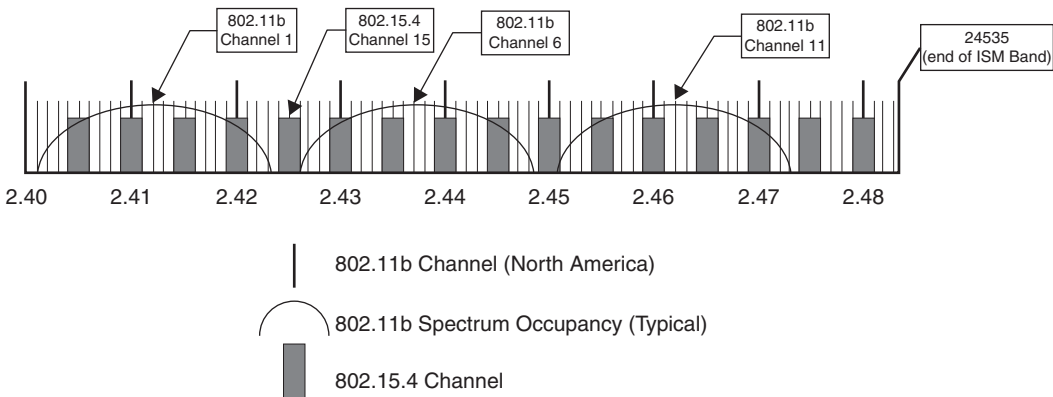 802.11b
Channel 1
802.15.4
Channel 15
802.11b
Channel 6
802.11b
Channel 11
24535
(end of ISM Band)
2.40 2.41 2.42 2.43 2.44 2.45 2.46 2.47 2.48
802.11b Channel (North America)
802.11b Spectrum Occupancy (Typical)
802.15.4 Channel